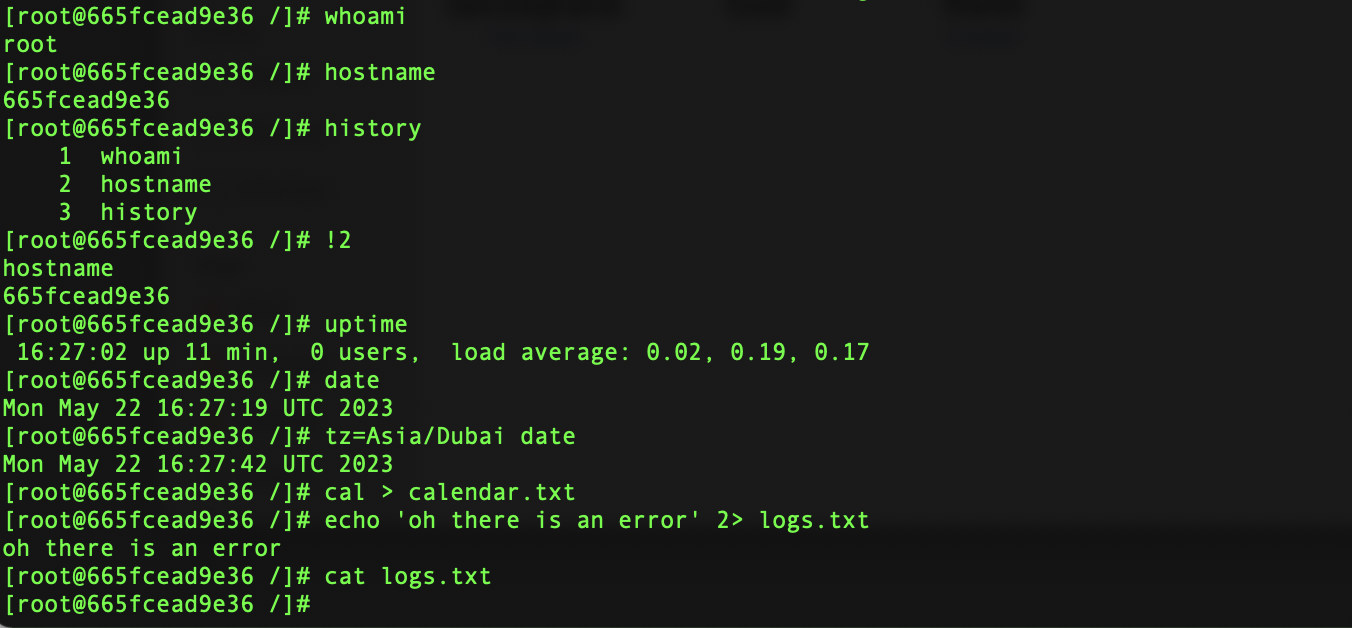 [root@665fcead9e36 /]# whoami
root
[root@665fcead9e36 /]# hostname
665fcead9e36
[root@665fcead9e36 /]# history
    1  whoami
    2  hostname
    3  history
[root@665fcead9e36 /]# !2
hostname
665fcead9e36
[root@665fcead9e36 /]# uptime
 16:27:02 up 11 min,  0 users,  load average: 0.02, 0.19, 0.17
[root@665fcead9e36 /]# date
Mon May 22 16:27:19 UTC 2023
[root@665fcead9e36 /]# tz=Asia/Dubai date
Mon May 22 16:27:42 UTC 2023
[root@665fcead9e36 /]# cal > calendar.txt
[root@665fcead9e36 /]# echo 'oh there is an error' 2> logs.txt
oh there is an error
[root@665fcead9e36 /]# cat logs.txt
[root@665fcead9e36 /]#